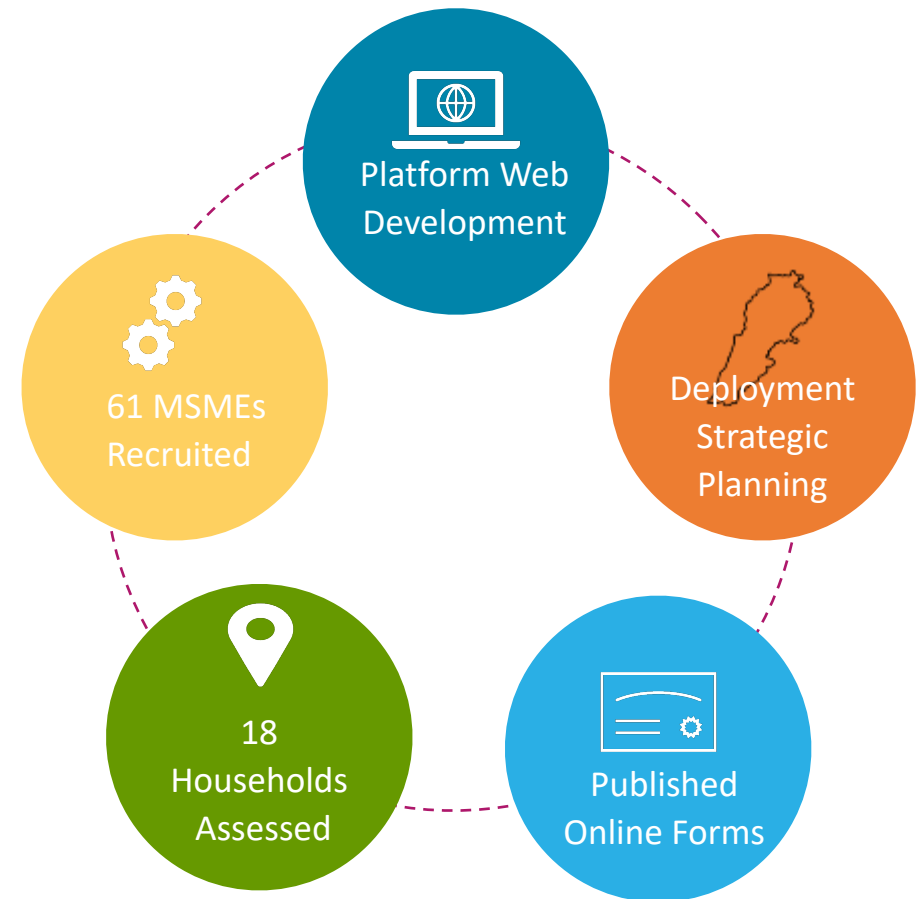 Platform Web
Development
Deployment
Strategic
Planning
Published
Online Forms
18
Households
Assessed
61 MSMEs
Recruited